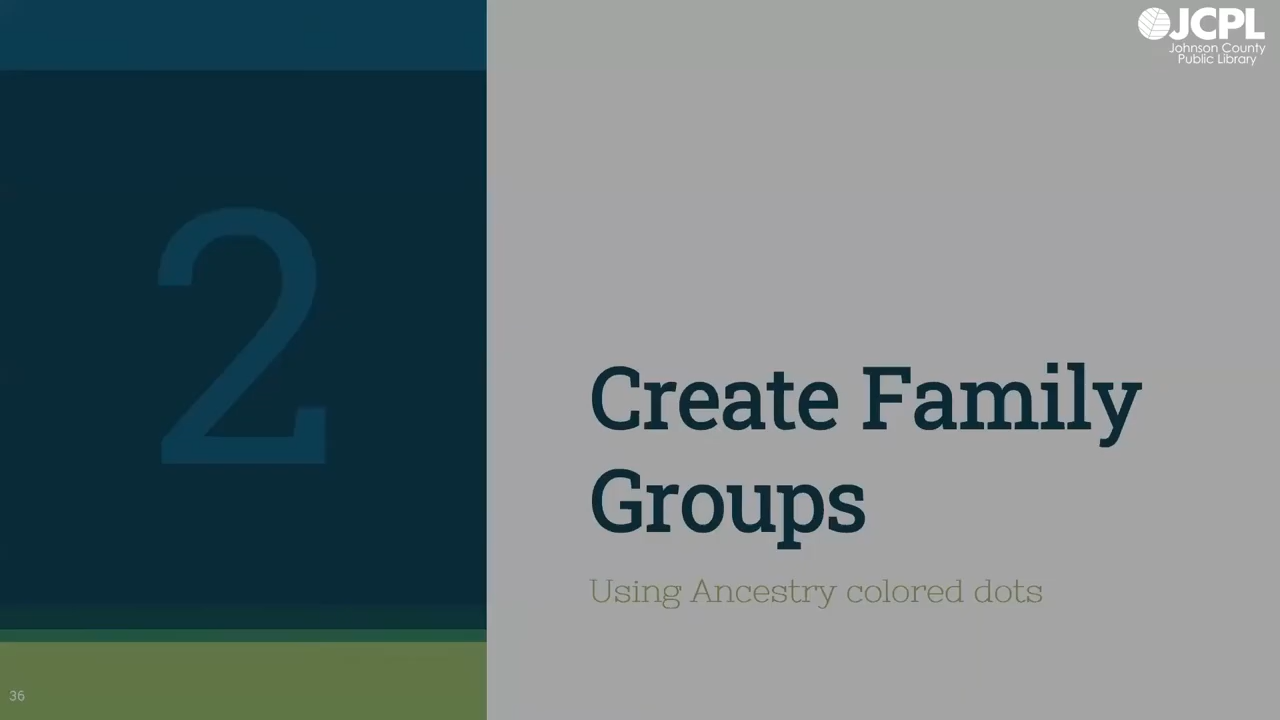 JCPL
Johnson County
Public Library
2
Create Family
Groups
Using Ancestry colored dots
36